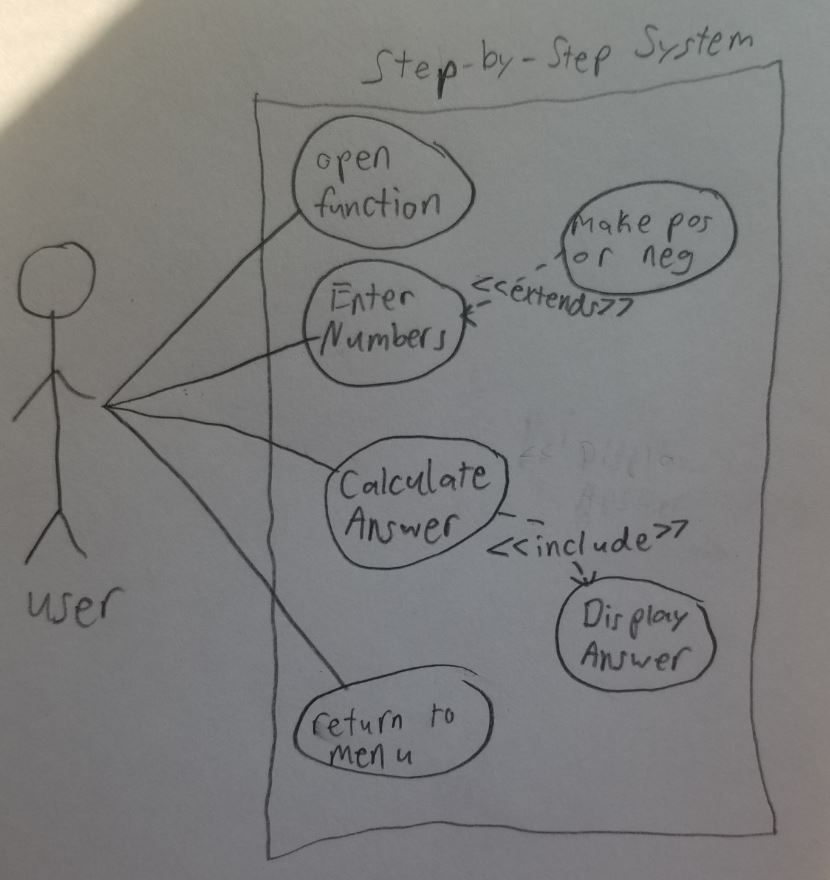 Step-by-Step System
open
function
Make pos
or neg
<<extends>>
Enter
Numbers
Calculate
Answer
<<include>>
Display
Answer
return to
menu
user